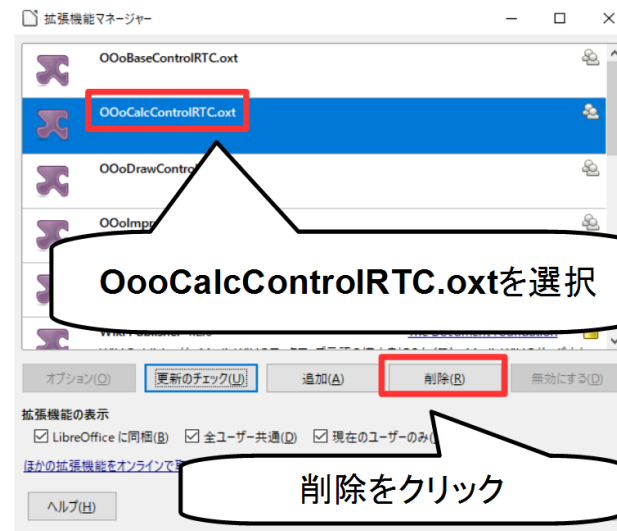 拡張機能マネージャー
OOoBaseControlRTC.oxt
OOoCalcControlRTC.oxt
OOoDrawContro
OOoImpre
OooCalcControlRTC.oxtを選択
The Document Foundation
オプション(O)
更新のチェック(U)
追加(A)
削除(R)
無効にする(D)
拡張機能の表示
LibreOffice に同梱(B)
全ユーザー共通(D)
現在のユーザーのみ(
ほかの拡張機能をオンラインで
削除をクリック
ヘルプ(H)